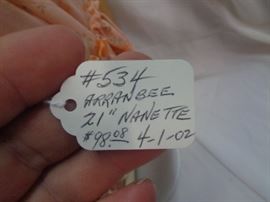 #534
ARRANBEE
21" NANETTE
$98.08 4-1-02